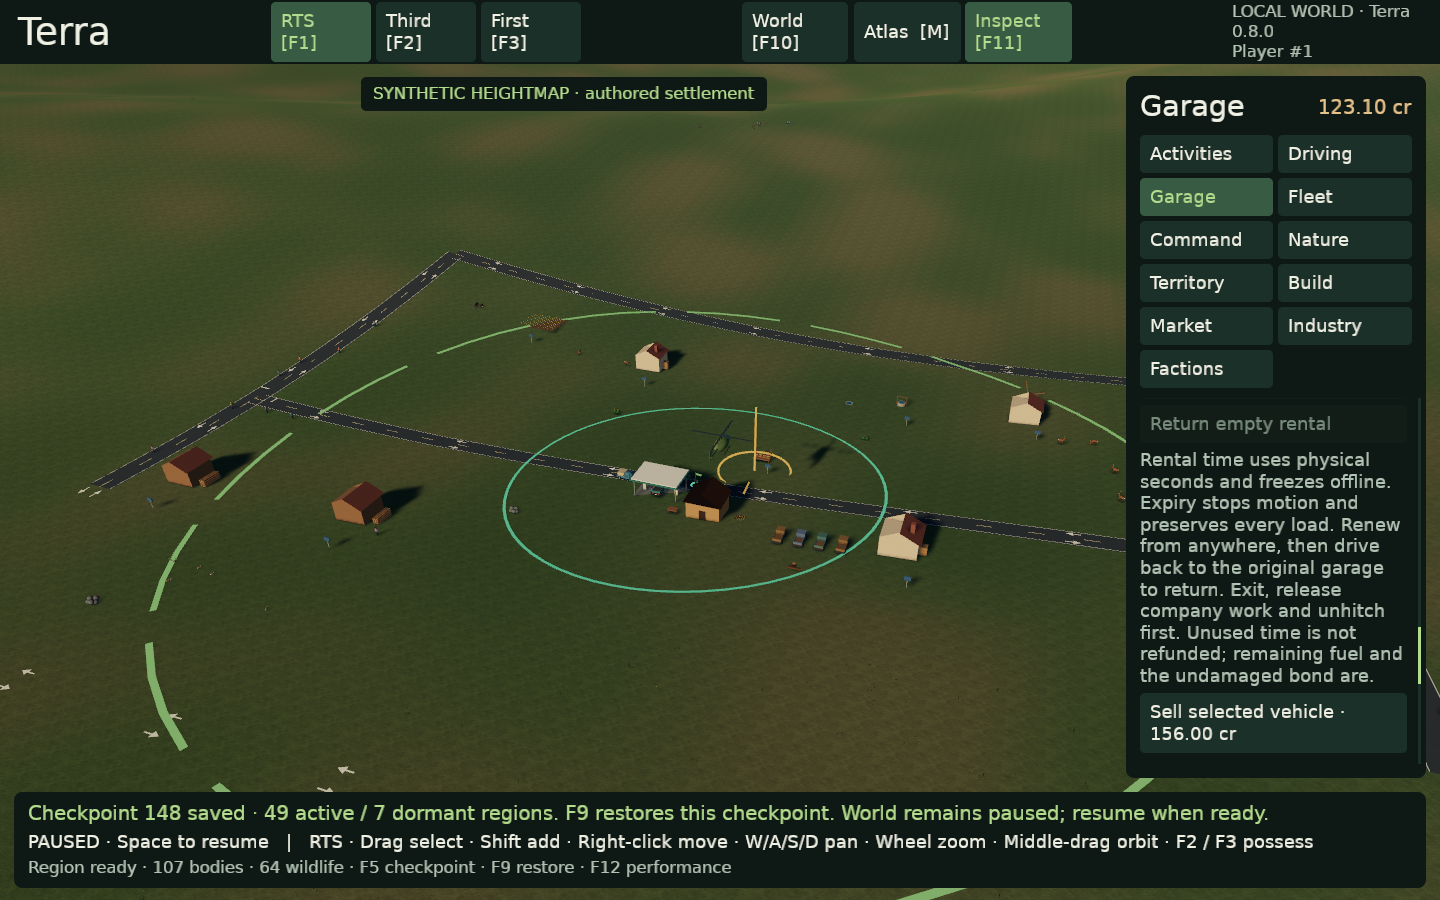 Terra
RTS
[F1]
Third
[F2]
First
[F3]
World
[F10]
Atlas [M]
Inspect
[F11]
LOCAL WORLD · Terra
0.8.0
Player #1
SYNTHETIC HEIGHTMAP · authored settlement
Garage 123.10 cr
Activities
Driving
Garage
Fleet
Command
Nature
Territory
Build
Market
Industry
Factions
Return empty rental
Rental time uses physical
seconds and freezes offline.
Expiry stops motion and
preserves every load. Renew
from anywhere, then drive
back to the original garage
to return. Exit, release
company work and unhitch
first. Unused time is not
refunded; remaining fuel and
the undamaged bond are.
Sell selected vehicle ·
156.00 cr
Checkpoint 148 saved · 49 active / 7 dormant regions. F9 restores this checkpoint. World remains paused; resume when ready.
PAUSED · Space to resume | RTS · Drag select · Shift add · Right-click move · W/A/S/D pan · Wheel zoom · Middle-drag orbit · F2 / F3 possess
Region ready · 107 bodies · 64 wildlife · F5 checkpoint · F9 restore · F12 performance